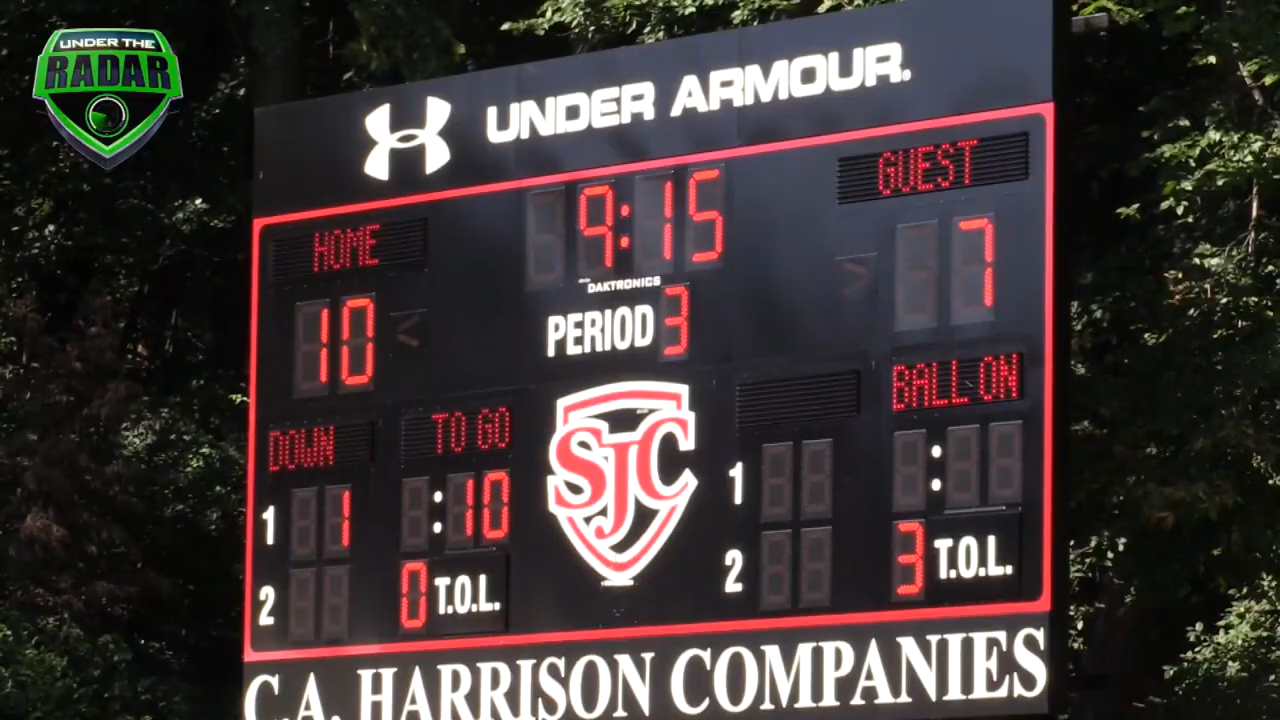 UNDER THE
RADAR
UNDER ARMOUR.
GUEST
9:15
HOME
7
DAKTRONICS
10
PERIOD 3
BALL ON
DOWN
TO GO
SJC
1
1
:10
1
:
2
0 T.O.L.
2
3 T.O.L.
C.A. HARRISON COMPANIES